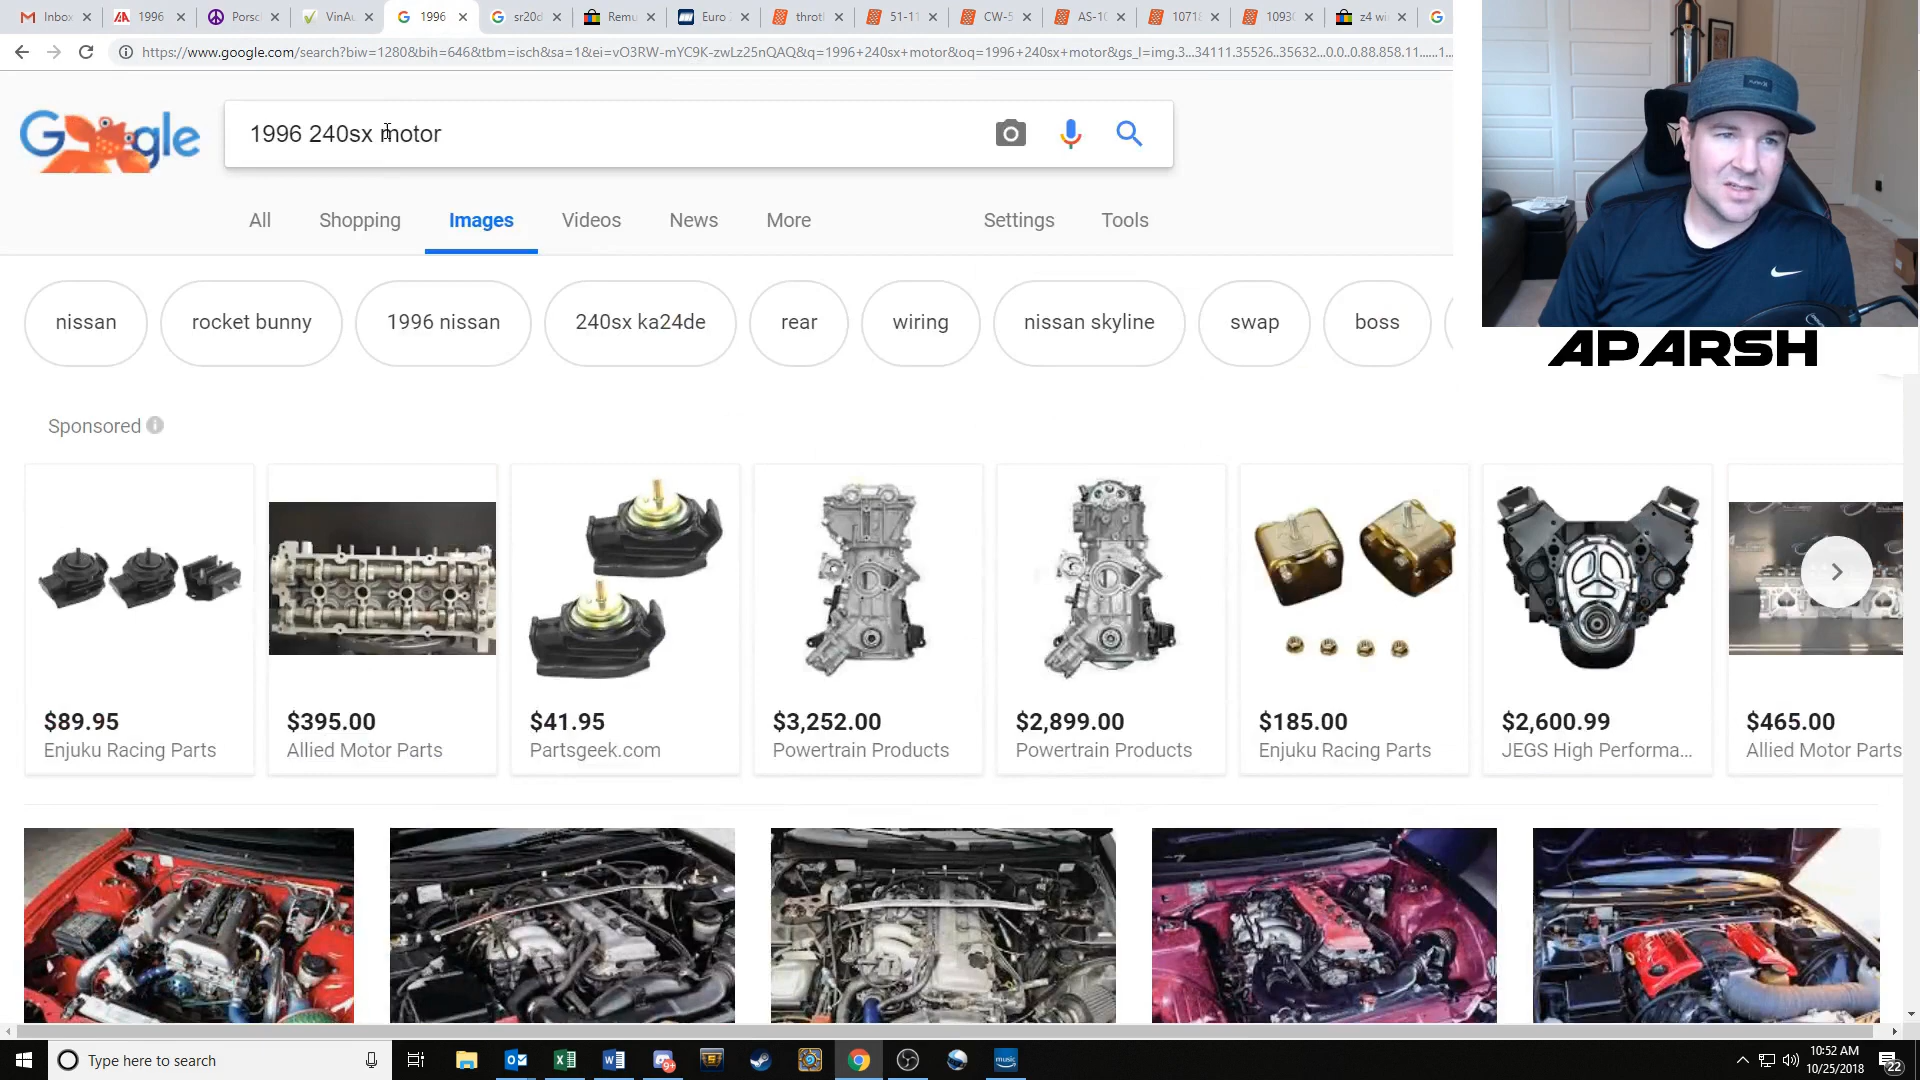 Inbox
1996
Porsc
VinAu
1996
sr20d
Remu
Euro
thrott
51-11
CW-5
AS-10
10718
10930
z4 wi
https://www.google.com/search?biw=1280&bih=646&tbm=isch&sa=1&ei=vO3RW-mYC9K-zwLz25nQAQ&q=1996+240sx+motor&oq=1996+240sx+motor&gs_l=img.3...34111.35526..35632...0.0..0.88.858.11......1...
Google
1996 240sx motor
All
Shopping
Images
Videos
News
More
Settings
Tools
nissan
rocket bunny
1996 nissan
240sx ka24de
rear
wiring
nissan skyline
swap
boss
APARSH
Sponsored
$89.95
Enjuku Racing Parts
$395.00
Allied Motor Parts
$41.95
Partsgeek.com
$3,252.00
Powertrain Products
$2,899.00
Powertrain Products
$185.00
Enjuku Racing Parts
$2,600.99
JEGS High Performa...
$465.00
Allied Motor Parts
Type here to search
music
10:52 AM
10/25/2018
22